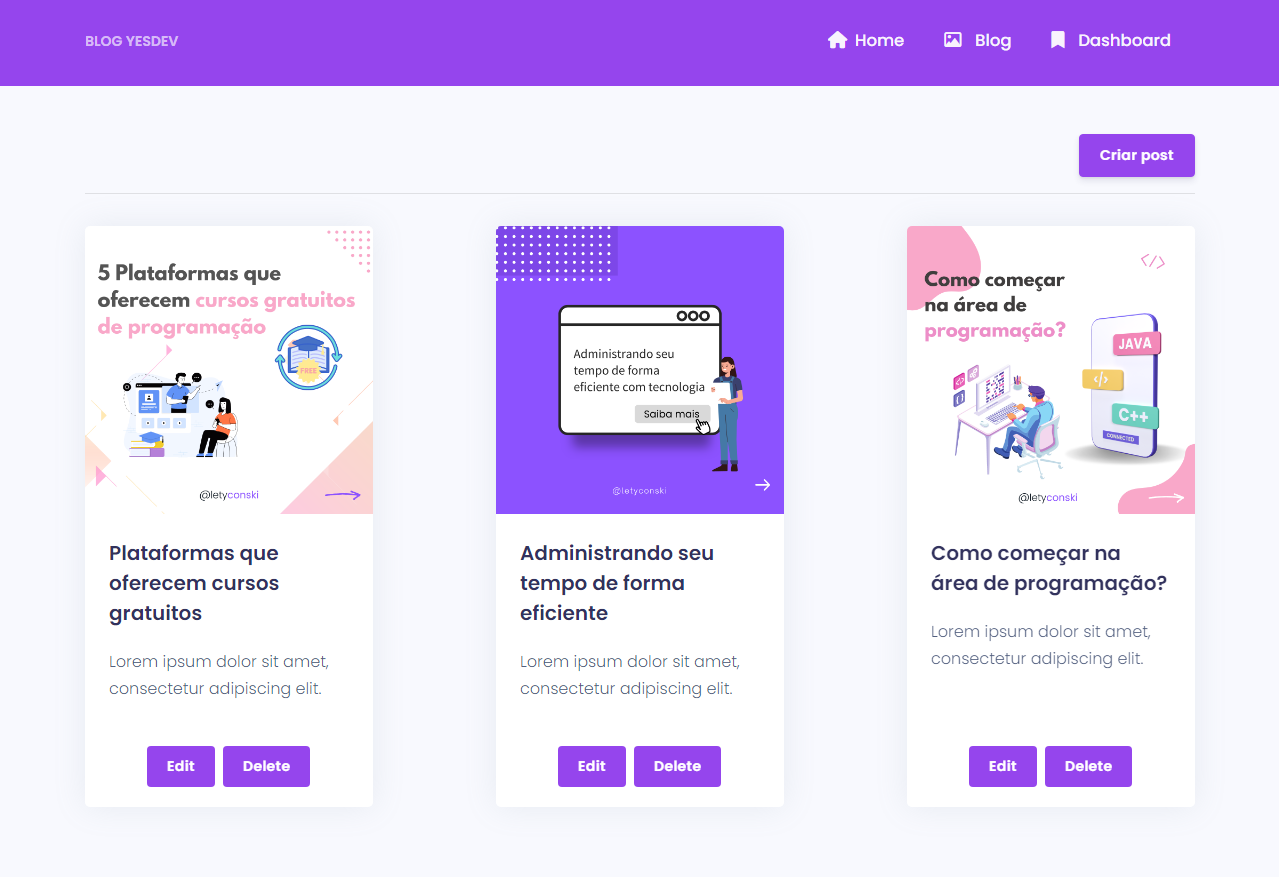 BLOG YESDEV
Home
Blog
Dashboard
Criar post
5 Plataformas que
oferecem cursos gratuitos
de programação
FREE
@letyconski
Plataformas que
oferecem cursos
gratuitos
Lorem ipsum dolor sit amet,
consectetur adipiscing elit.
Edit
Delete
Administrando seu
tempo de forma
eficiente com tecnologia
Saiba mais
@letyconski
Administrando seu
tempo de forma
eficiente
Lorem ipsum dolor sit amet,
consectetur adipiscing elit.
Edit
Delete
</>
Como começar
na área de
programação?
JAVA
</>
C++
CONNECTED
@letyconski
Como começar na
área de programação?
Lorem ipsum dolor sit amet,
consectetur adipiscing elit.
Edit
Delete